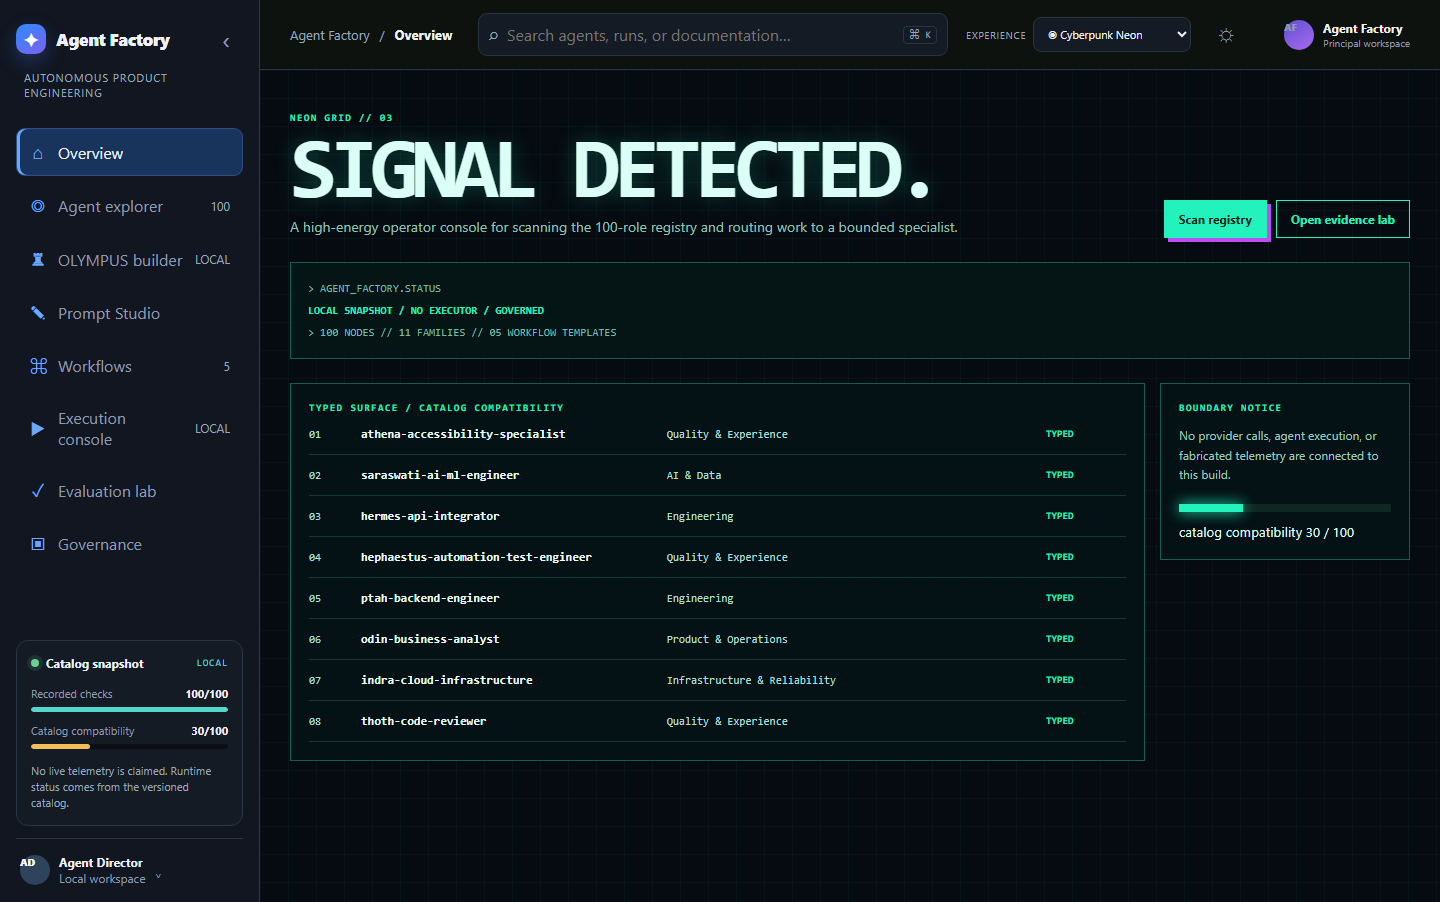 Agent Factory
AUTONOMOUS PRODUCT
ENGINEERING
Overview
Agent explorer 100
OLYMPUS builder LOCAL
Prompt Studio
Workflows 5
Execution
console LOCAL
Evaluation lab
Governance
Catalog snapshot LOCAL
Recorded checks 100/100
Catalog compatibility 30/100
No live telemetry is claimed. Runtime
status comes from the versioned
catalog.
AD Agent Director
Local workspace
Agent Factory / Overview
Search agents, runs, or documentation... ⌘ K
EXPERIENCE Cyberpunk Neon
AF Agent Factory
Principal workspace
NEON GRID // 03
SIGNAL DETECTED.
A high-energy operator console for scanning the 100-role registry and routing work to a bounded specialist.
Scan registry Open evidence lab
> AGENT_FACTORY.STATUS
LOCAL SNAPSHOT / NO EXECUTOR / GOVERNED
> 100 NODES // 11 FAMILIES // 05 WORKFLOW TEMPLATES
TYPED SURFACE / CATALOG COMPATIBILITY
01 athena-accessibility-specialist Quality & Experience TYPED
02 saraswati-ai-ml-engineer AI & Data TYPED
03 hermes-api-integrator Engineering TYPED
04 hephaestus-automation-test-engineer Quality & Experience TYPED
05 ptah-backend-engineer Engineering TYPED
06 odin-business-analyst Product & Operations TYPED
07 indra-cloud-infrastructure Infrastructure & Reliability TYPED
08 thoth-code-reviewer Quality & Experience TYPED
BOUNDARY NOTICE
No provider calls, agent execution, or
fabricated telemetry are connected to
this build.
catalog compatibility 30 / 100